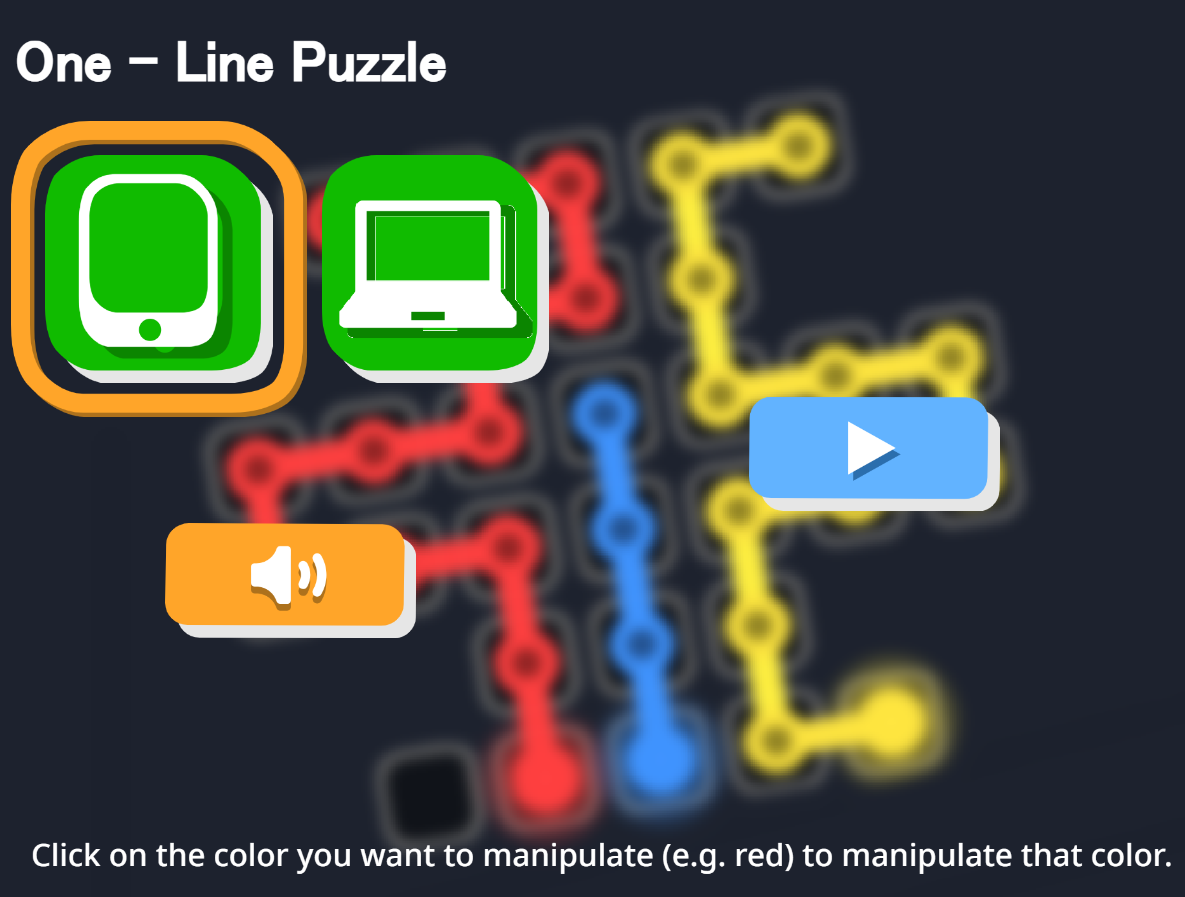 One – Line Puzzle
Click on the color you want to manipulate (e.g. red) to manipulate that color.